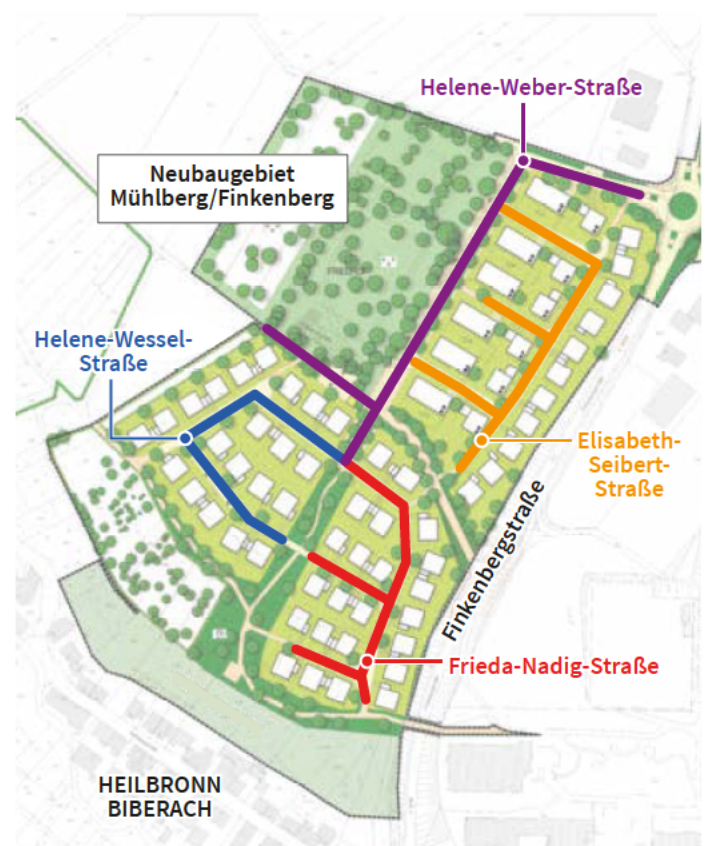 Helene-Weber-Straße
Neubaugebiet
Mühlberg/Finkenberg
Helene-Wessel-
Straße
Elisabeth-
Seibert-
Straße
Finkenbergstraße
Frieda-Nadig-Straße
HEILBRONN
BIBERACH